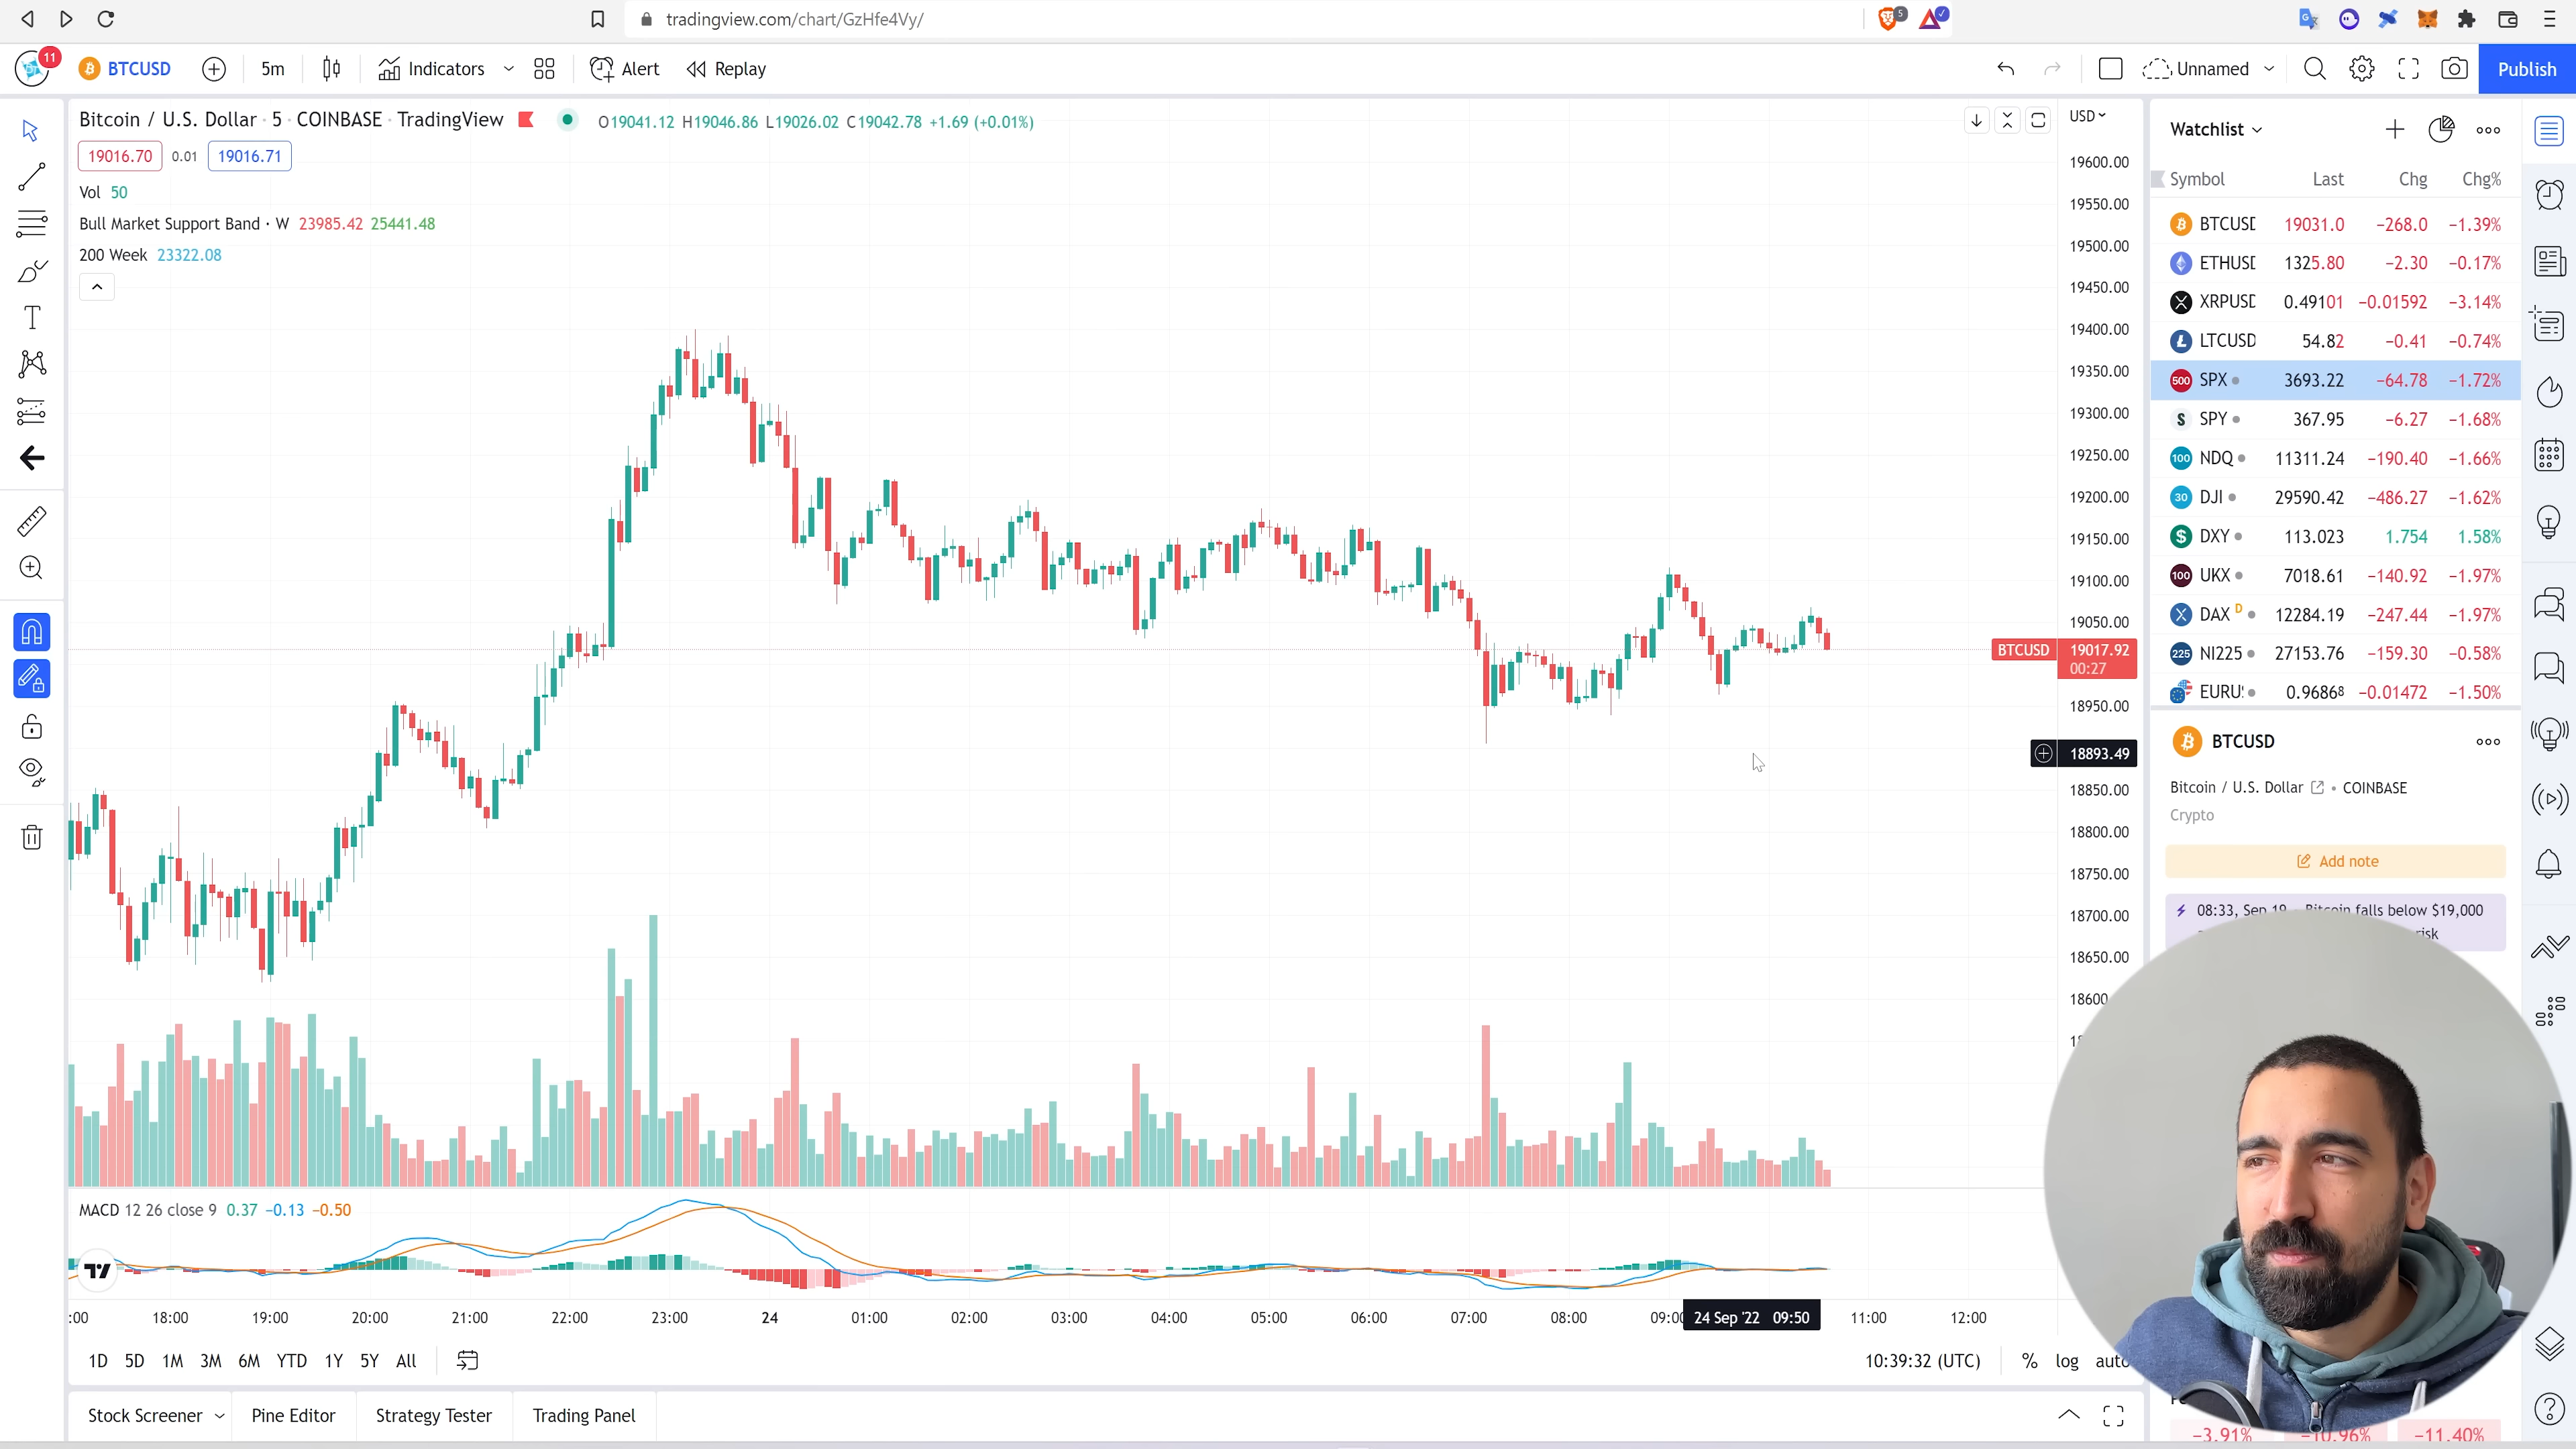 tradingview.com/chart/GzHfe4Vy/
5
11
BTCUSD
5m
Indicators
Alert
Replay
Unnamed
Publish
Bitcoin / U.S. Dollar · 5 · COINBASE · TradingView
O19041.12 H19046.86 L19026.02 C19042.78 +1.69 (+0.01%)
USD
19016.70 0.01 19016.71
Vol 50
Bull Market Support Band · W 23985.42 25441.48
200 Week 23322.08
19600.00
19550.00
19500.00
19450.00
19400.00
19350.00
19300.00
19250.00
19200.00
19150.00
19100.00
19050.00
BTCUSD 19017.92
00:27
18950.00
18893.49
18850.00
18800.00
18750.00
18700.00
18650.00
18600
MACD 12 26 close 9 0.37 −0.13 −0.50
:00 18:00 19:00 20:00 21:00 22:00 23:00 24 01:00 02:00 03:00 04:00 05:00 06:00 07:00 08:00 09:00 24 Sep '22 09:50 11:00 12:00
1D 5D 1M 3M 6M YTD 1Y 5Y All
10:39:32 (UTC) % log auto
Stock Screener Pine Editor Strategy Tester Trading Panel
Watchlist
Symbol Last Chg Chg%
BTCUSD 19031.0 −268.0 −1.39%
ETHUSD 1325.80 −2.30 −0.17%
XRPUSD 0.49101 −0.01592 −3.14%
LTCUSD 54.82 −0.41 −0.74%
500 SPX 3693.22 −64.78 −1.72%
S SPY 367.95 −6.27 −1.68%
100 NDQ 11311.24 −190.40 −1.66%
30 DJI 29590.42 −486.27 −1.62%
$ DXY 113.023 1.754 1.58%
100 UKX 7018.61 −140.92 −1.97%
DAX D 12284.19 −247.44 −1.97%
225 NI225 27153.76 −159.30 −0.58%
EURU 0.96868 −0.01472 −1.50%
BTCUSD
Bitcoin / U.S. Dollar • COINBASE
Crypto
Add note
08:33, Sep 19 Bitcoin falls below $19,000
risk
−3.91% −10.96% −11.40%